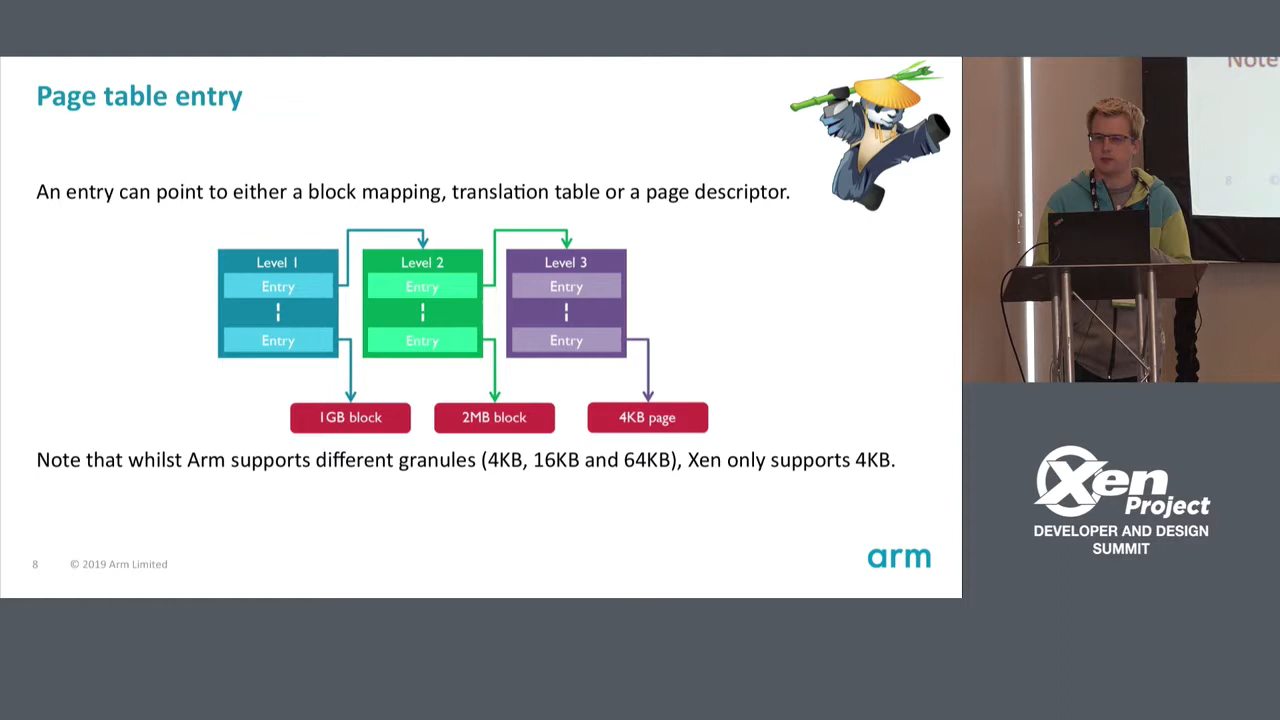 Page table entry
An entry can point to either a block mapping, translation table or a page descriptor.
Level 1
Entry
Entry
Level 2
Entry
Entry
Level 3
Entry
Entry
1GB block
2MB block
4KB page
Note that whilst Arm supports different granules (4KB, 16KB and 64KB), Xen only supports 4KB.
8
© 2019 Arm Limited
arm
Note
8
©
Xen
Project
DEVELOPER AND DESIGN
SUMMIT